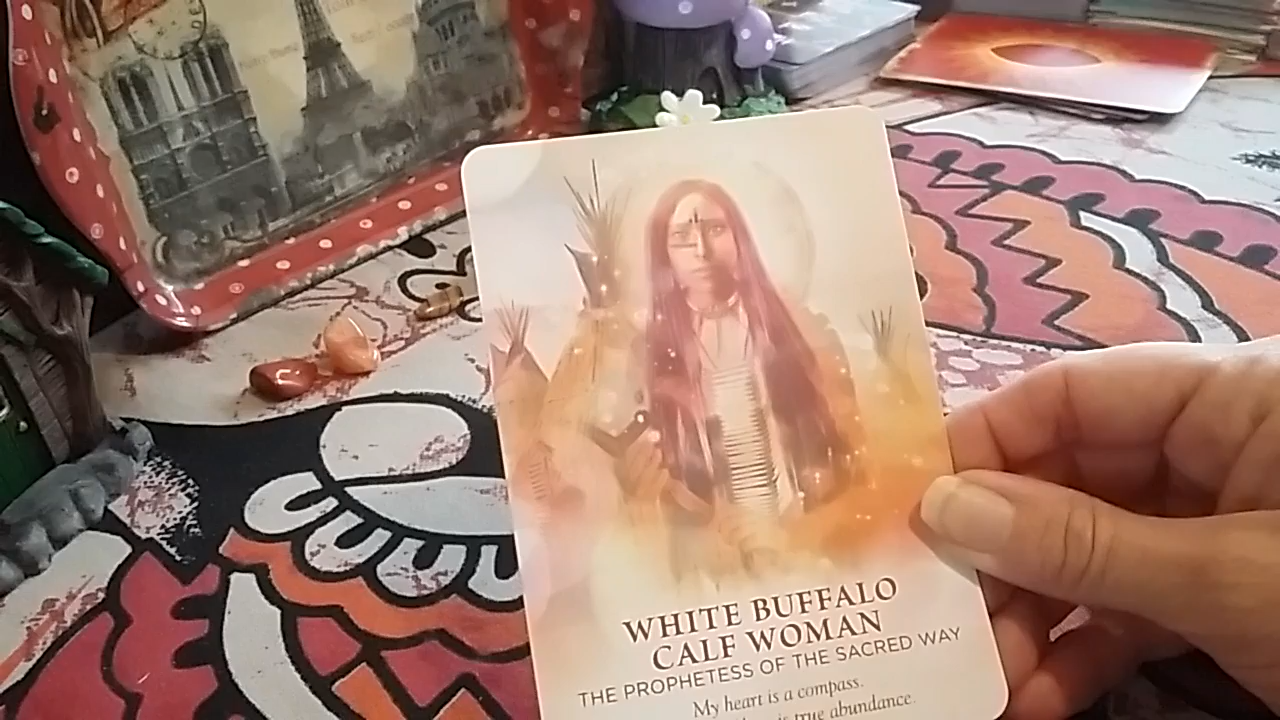 WHITE BUFFALO
CALF WOMAN
THE PROPHETESS OF THE SACRED WAY
My heart is a compass.
is true abundance.